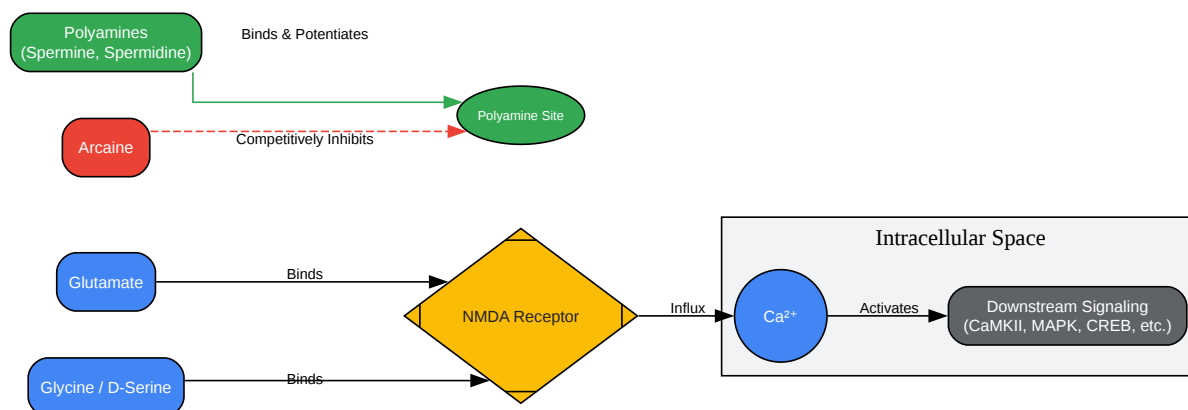 Polyamines
(Spermine, Spermidine)
Binds & Potentiates
Polyamine Site
Arcaine
Competitively Inhibits
Intracellular Space
Glutamate
Binds
NMDA Receptor
Influx
Ca²⁺
Activates
Downstream Signaling
(CaMKII, MAPK, CREB, etc.)
Glycine / D-Serine
Binds